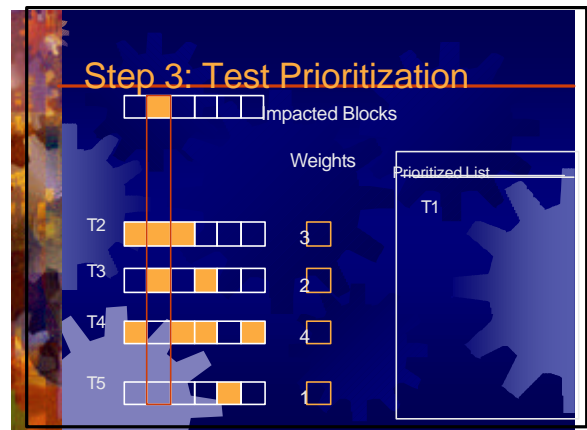 Step 3: Test Prioritization
Impacted Blocks
Weights
Prioritized List
T1
T2
3
T3
2
T4
4
T5
1